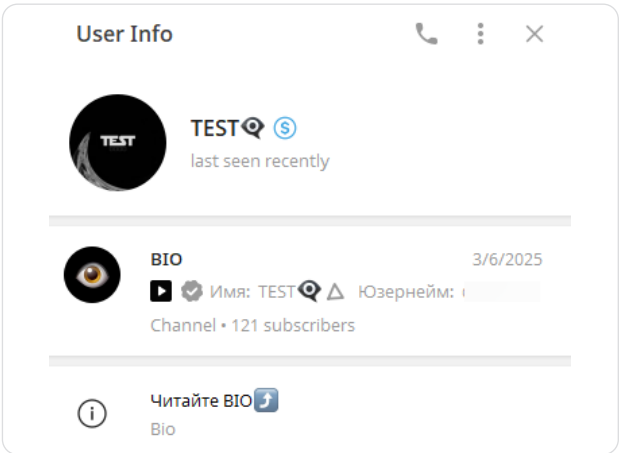 User Info
TEST
TEST
last seen recently
BIO 3/6/2025
Имя: TEST Юзернейм:
Channel • 121 subscribers
Читайте BIO
Bio